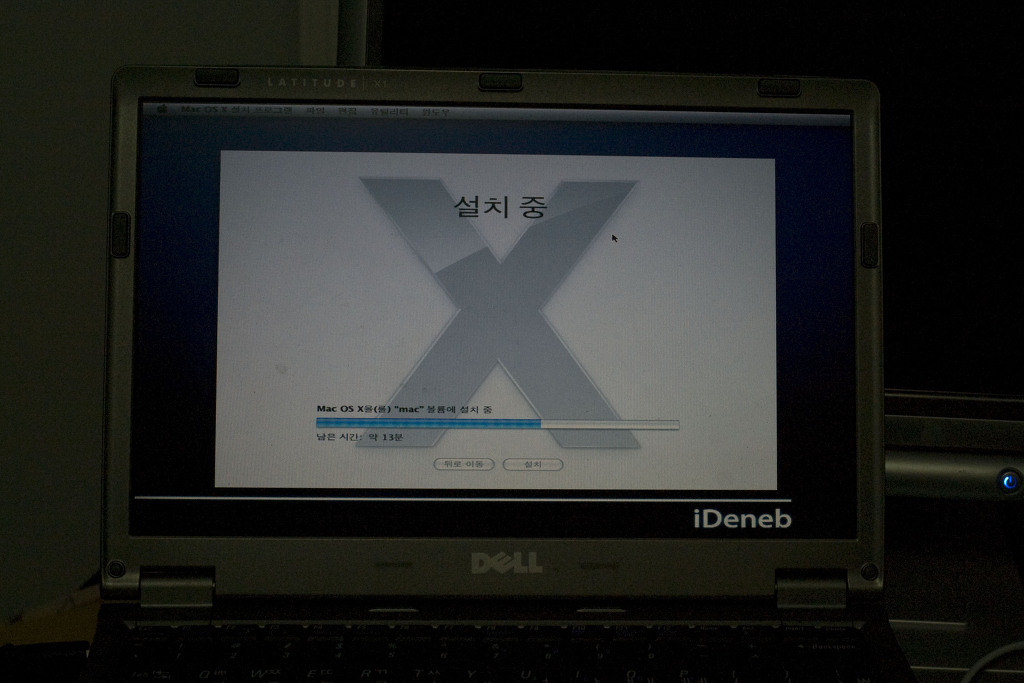 LATITUDE X1
Mac OS X 설치 프로그램 파일 편집 유틸리티 윈도우
설치 중
Mac OS X을(를) “mac” 볼륨에 설치 중
남은 시간: 약 13분
뒤로 이동 설치
iDeneb
DELL
Backspace
Q W E R T Y U I O P